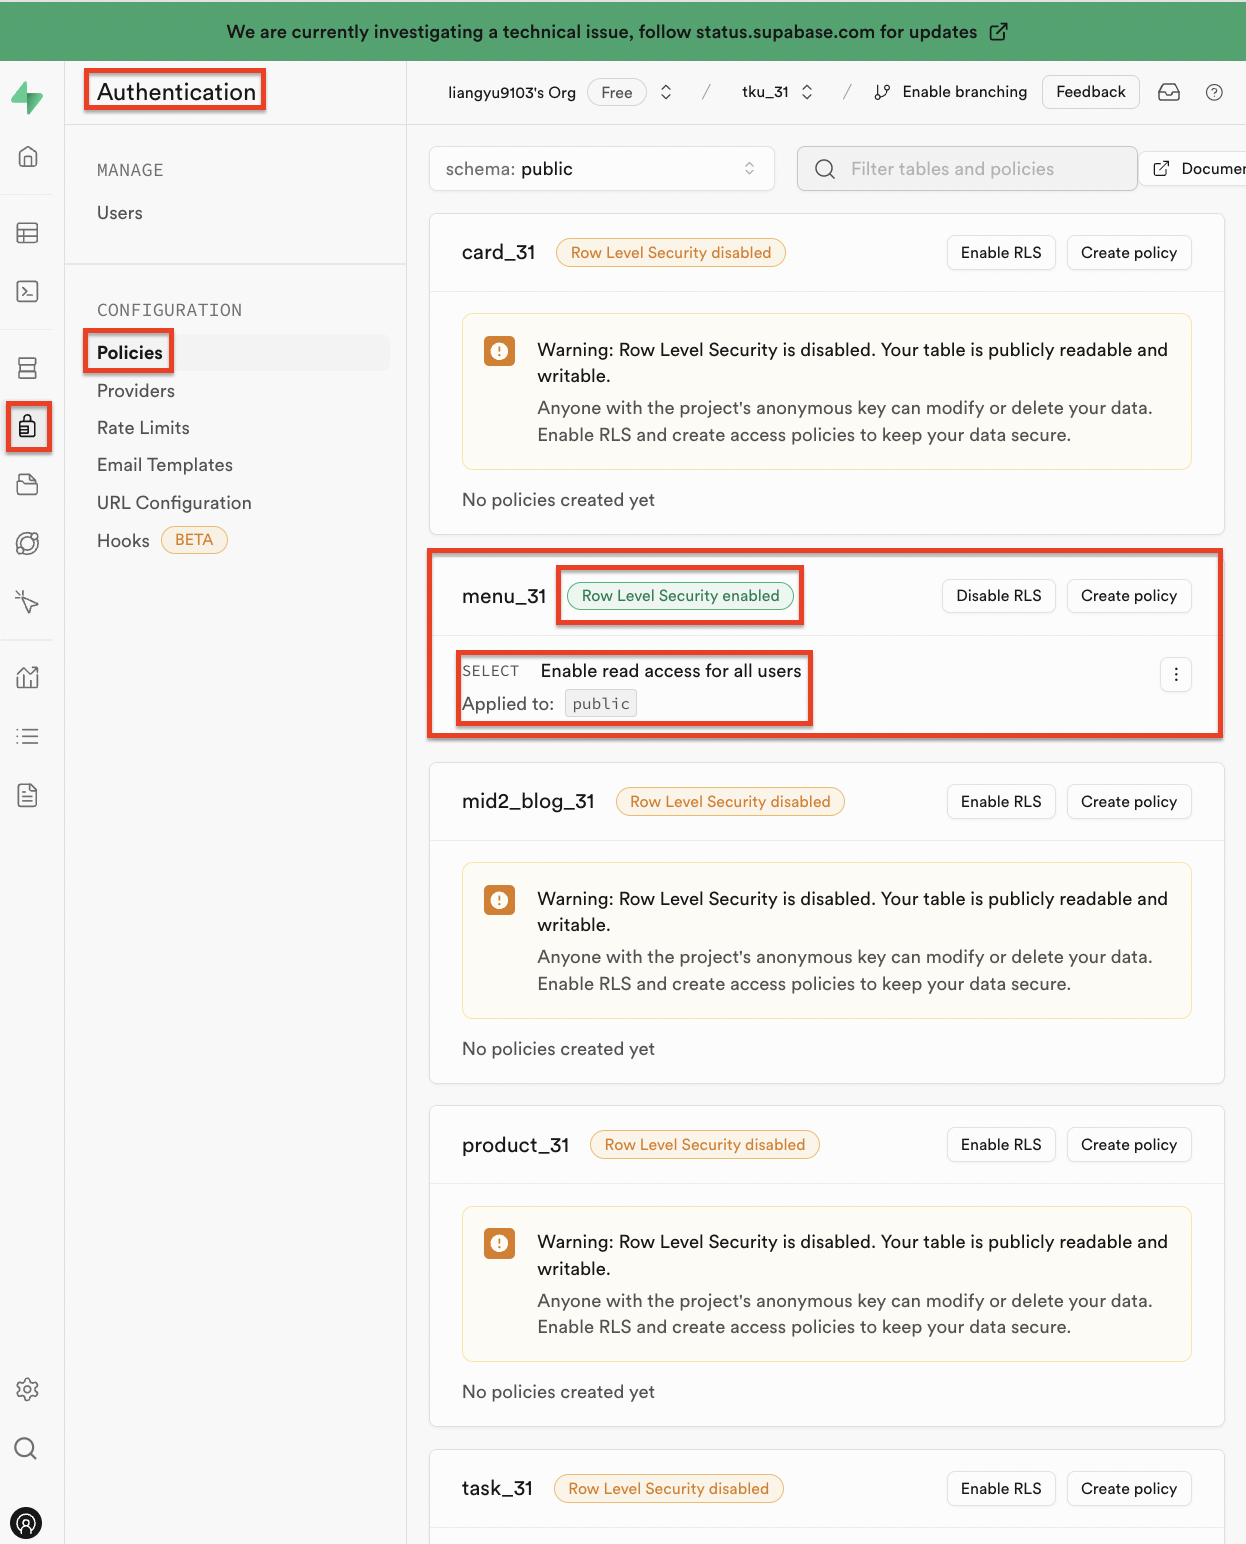 We are currently investigating a technical issue, follow status.supabase.com for updates
Authentication
liangyu9103's Org Free / tku_31 / Enable branching Feedback
MANAGE
Users
CONFIGURATION
Policies
Providers
Rate Limits
Email Templates
URL Configuration
Hooks BETA
schema: public
Filter tables and policies
card_31 Row Level Security disabled Enable RLS Create policy
Warning: Row Level Security is disabled. Your table is publicly readable and
writable.
Anyone with the project's anonymous key can modify or delete your data.
Enable RLS and create access policies to keep your data secure.
No policies created yet
menu_31 Row Level Security enabled Disable RLS Create policy
SELECT Enable read access for all users
Applied to: public
mid2_blog_31 Row Level Security disabled Enable RLS Create policy
Warning: Row Level Security is disabled. Your table is publicly readable and
writable.
Anyone with the project's anonymous key can modify or delete your data.
Enable RLS and create access policies to keep your data secure.
No policies created yet
product_31 Row Level Security disabled Enable RLS Create policy
Warning: Row Level Security is disabled. Your table is publicly readable and
writable.
Anyone with the project's anonymous key can modify or delete your data.
Enable RLS and create access policies to keep your data secure.
No policies created yet
task_31 Row Level Security disabled Enable RLS Create policy